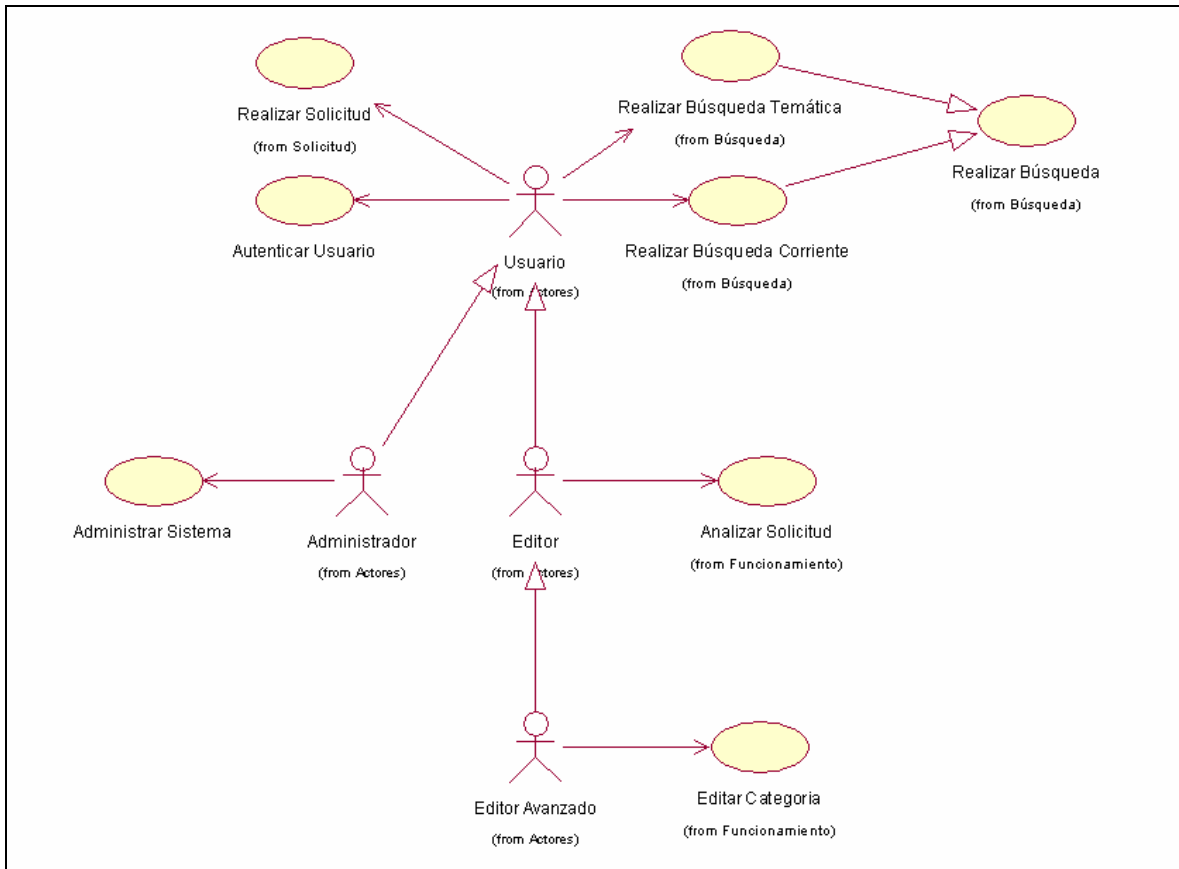 Realizar Solicitud
(from Solicitud)
Realizar Búsqueda Temática
(from Búsqueda)
Realizar Búsqueda
(from Búsqueda)
Autenticar Usuario
Usuario
(from Actores)
Realizar Búsqueda Corriente
(from Búsqueda)
Administrar Sistema
Administrador
(from Actores)
Editor
(from Actores)
Analizar Solicitud
(from Funcionamiento)
Editor Avanzado
(from Actores)
Editar Categoria
(from Funcionamiento)